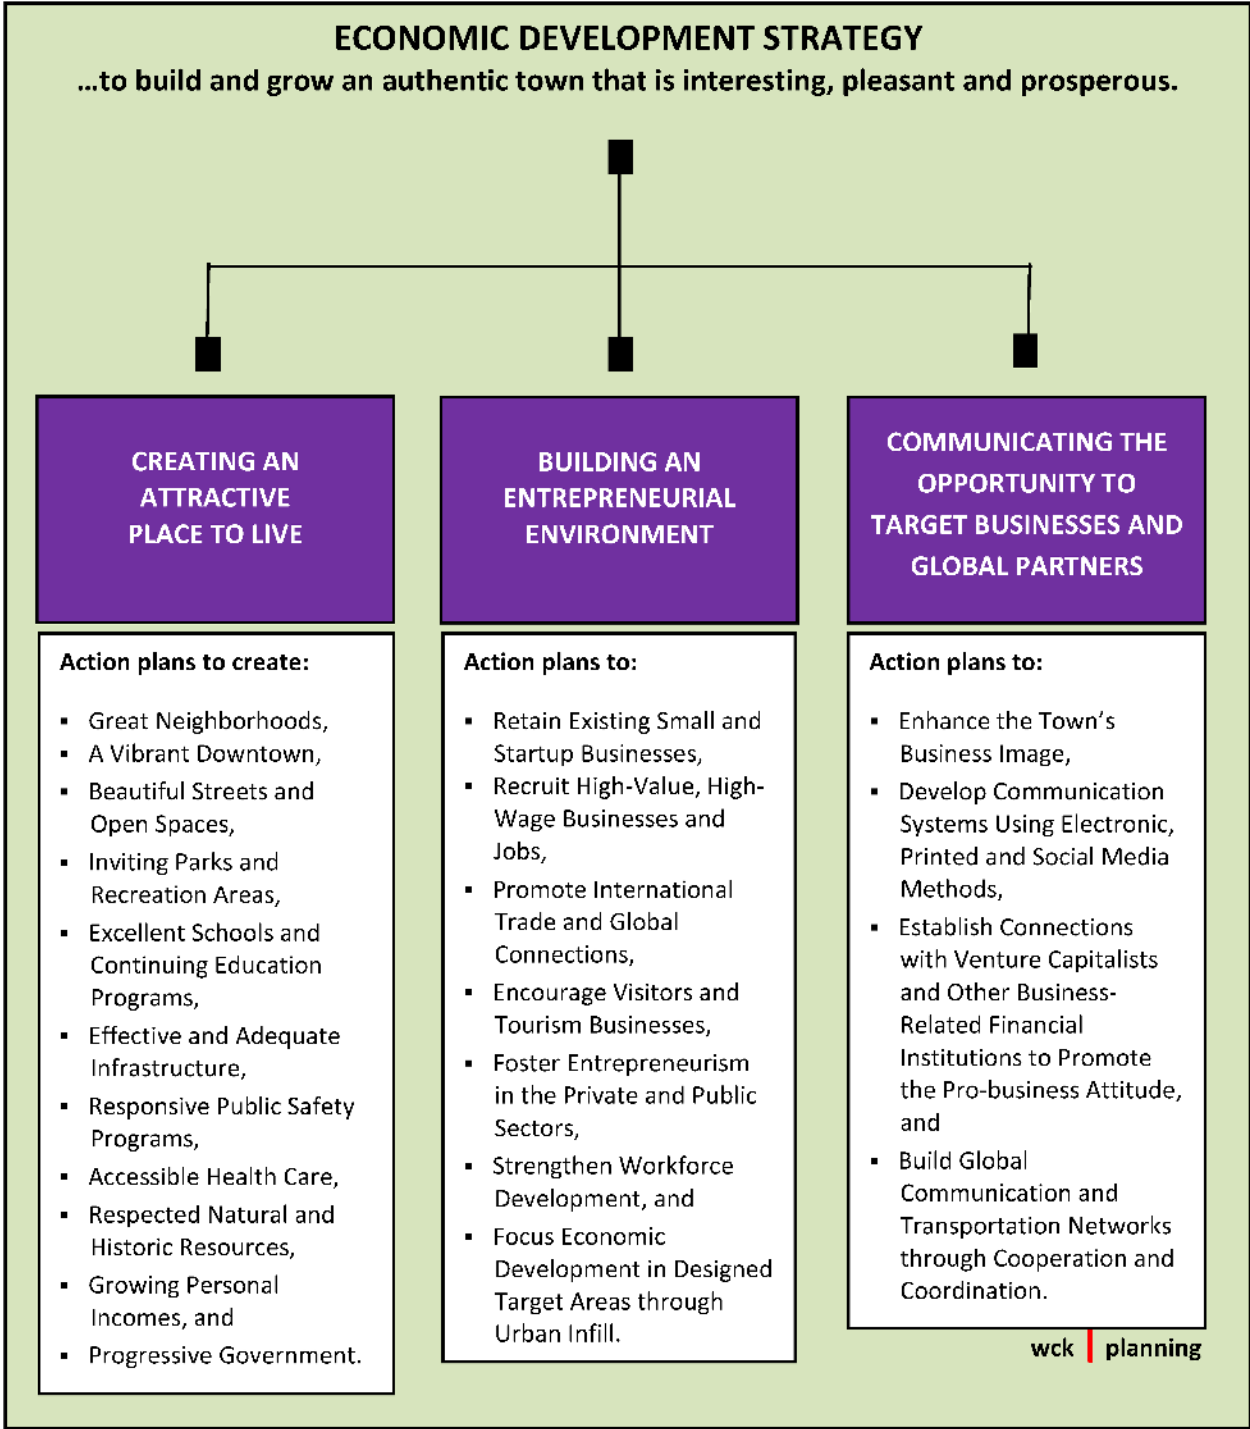 ECONOMIC DEVELOPMENT STRATEGY
...to build and grow an authentic town that is interesting, pleasant and prosperous.
CREATING AN
ATTRACTIVE
PLACE TO LIVE
Action plans to create:
▪ Great Neighborhoods,
▪ A Vibrant Downtown,
▪ Beautiful Streets and
Open Spaces,
▪ Inviting Parks and
Recreation Areas,
▪ Excellent Schools and
Continuing Education
Programs,
▪ Effective and Adequate
Infrastructure,
▪ Responsive Public Safety
Programs,
▪ Accessible Health Care,
▪ Respected Natural and
Historic Resources,
▪ Growing Personal
Incomes, and
▪ Progressive Government.
BUILDING AN
ENTREPRENEURIAL
ENVIRONMENT
Action plans to:
▪ Retain Existing Small and
Startup Businesses,
▪ Recruit High-Value, High-
Wage Businesses and
Jobs,
▪ Promote International
Trade and Global
Connections,
▪ Encourage Visitors and
Tourism Businesses,
▪ Foster Entrepreneurism
in the Private and Public
Sectors,
▪ Strengthen Workforce
Development, and
▪ Focus Economic
Development in Designed
Target Areas through
Urban Infill.
COMMUNICATING THE
OPPORTUNITY TO
TARGET BUSINESSES AND
GLOBAL PARTNERS
Action plans to:
▪ Enhance the Town's
Business Image,
▪ Develop Communication
Systems Using Electronic,
Printed and Social Media
Methods,
▪ Establish Connections
with Venture Capitalists
and Other Business-
Related Financial
Institutions to Promote
the Pro-business Attitude,
and
▪ Build Global
Communication and
Transportation Networks
through Cooperation and
Coordination.
wck | planning